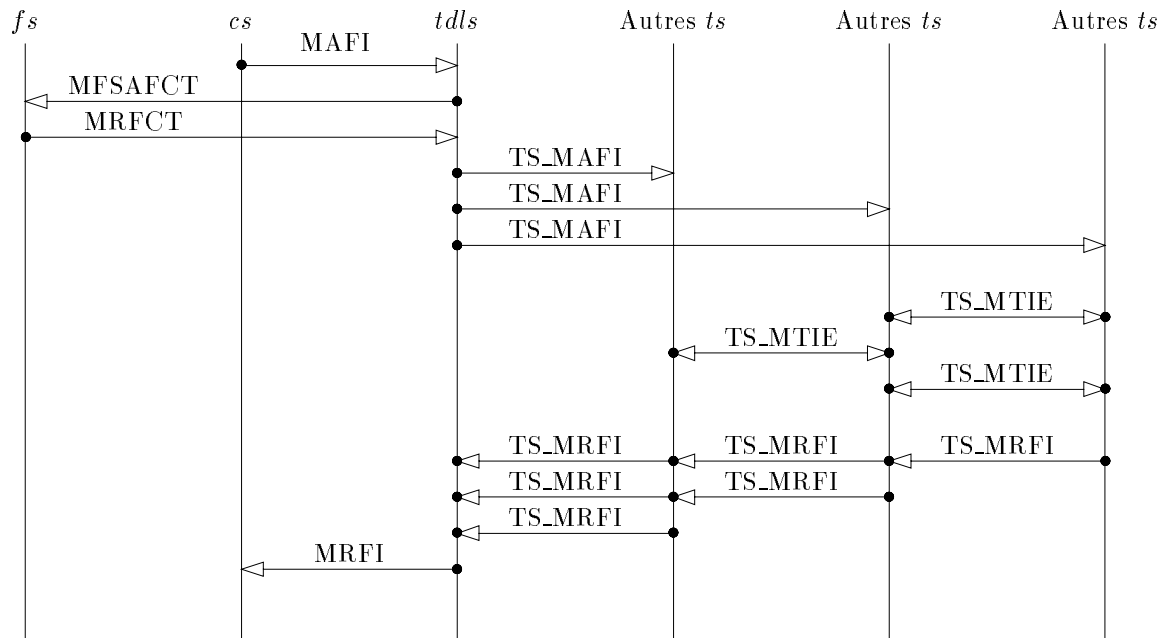 fs cs tdls Autres ts Autres ts Autres ts
MAFI
MFSAFCT
MRFCT
TS_MAFI
TS_MAFI
TS_MAFI
TS_MTIE
TS_MTIE
TS_MTIE
TS_MRFI TS_MRFI TS_MRFI
TS_MRFI TS_MRFI
TS_MRFI
MRFI